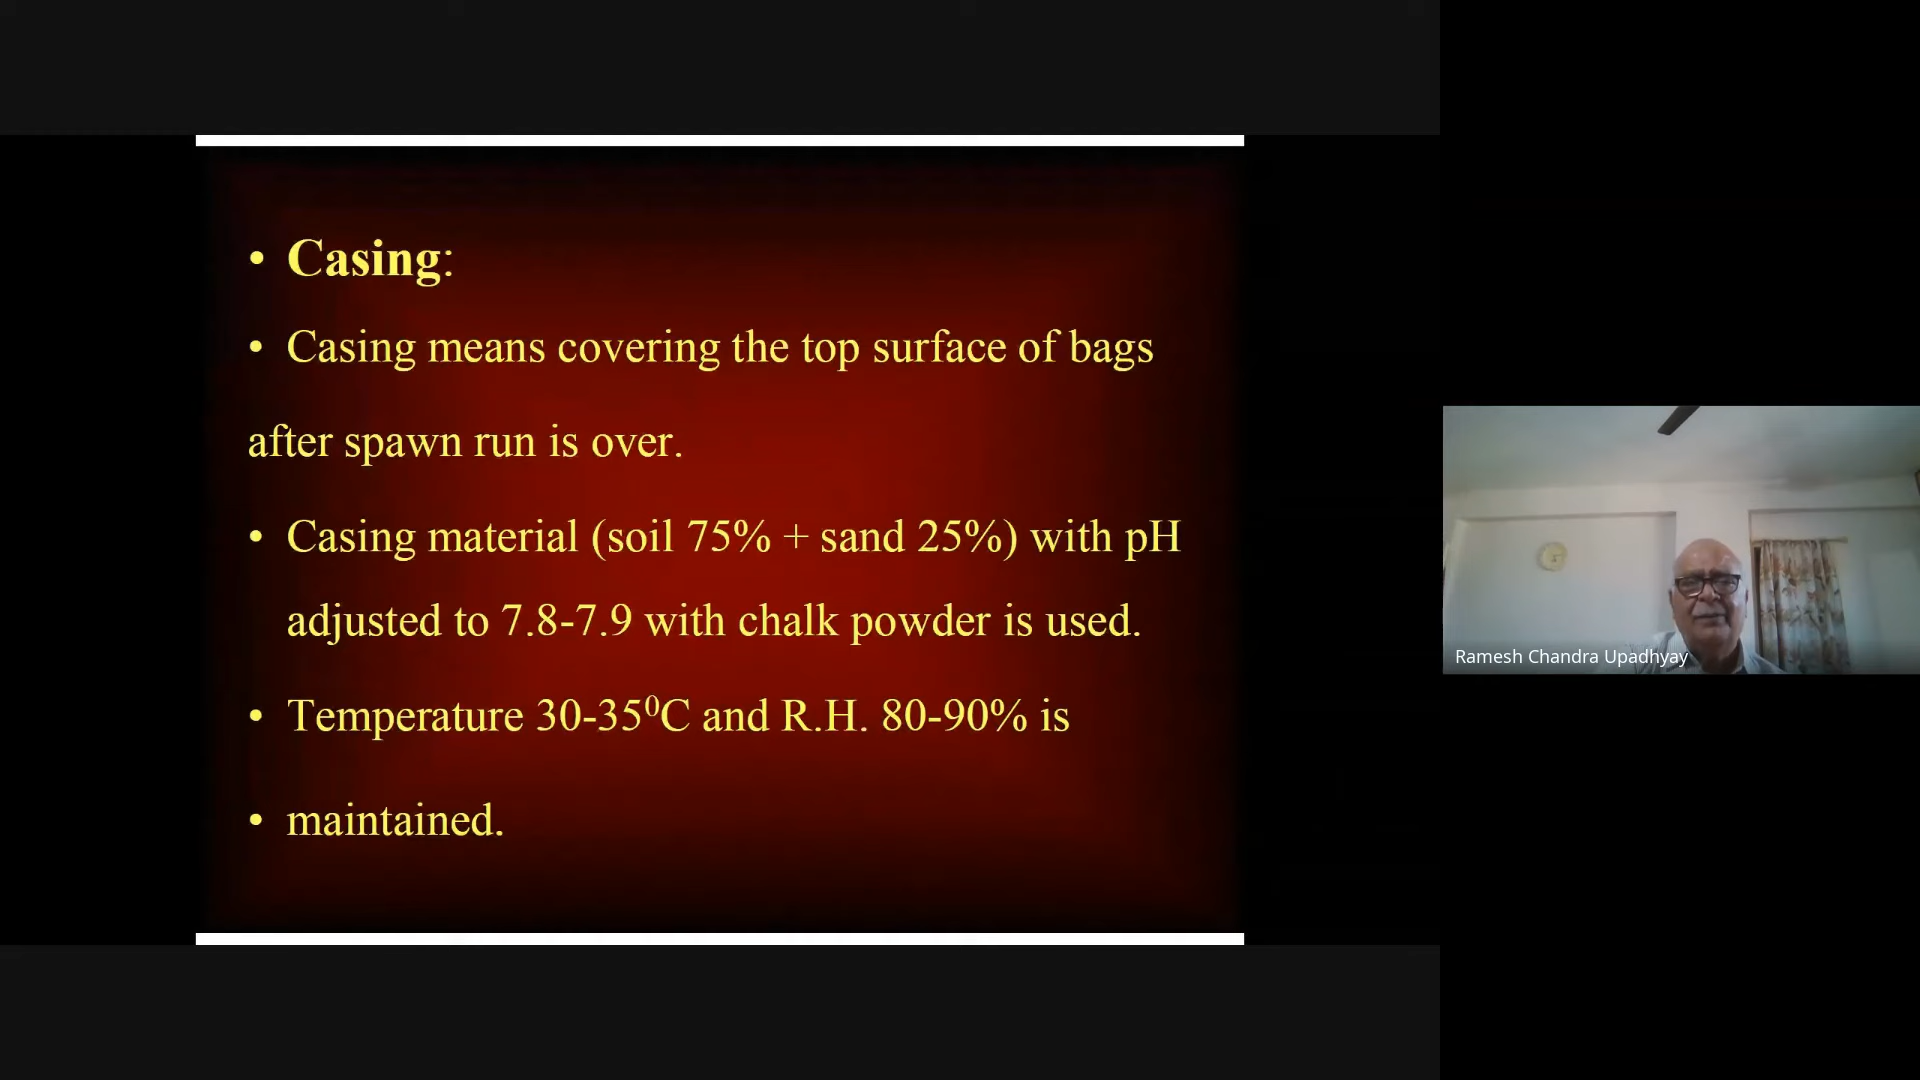 • Casing:
• Casing means covering the top surface of bags
after spawn run is over.
• Casing material (soil 75% + sand 25%) with pH
adjusted to 7.8-7.9 with chalk powder is used.
• Temperature 30-35⁰C and R.H. 80-90% is
• maintained.
Ramesh Chandra Upadhyay